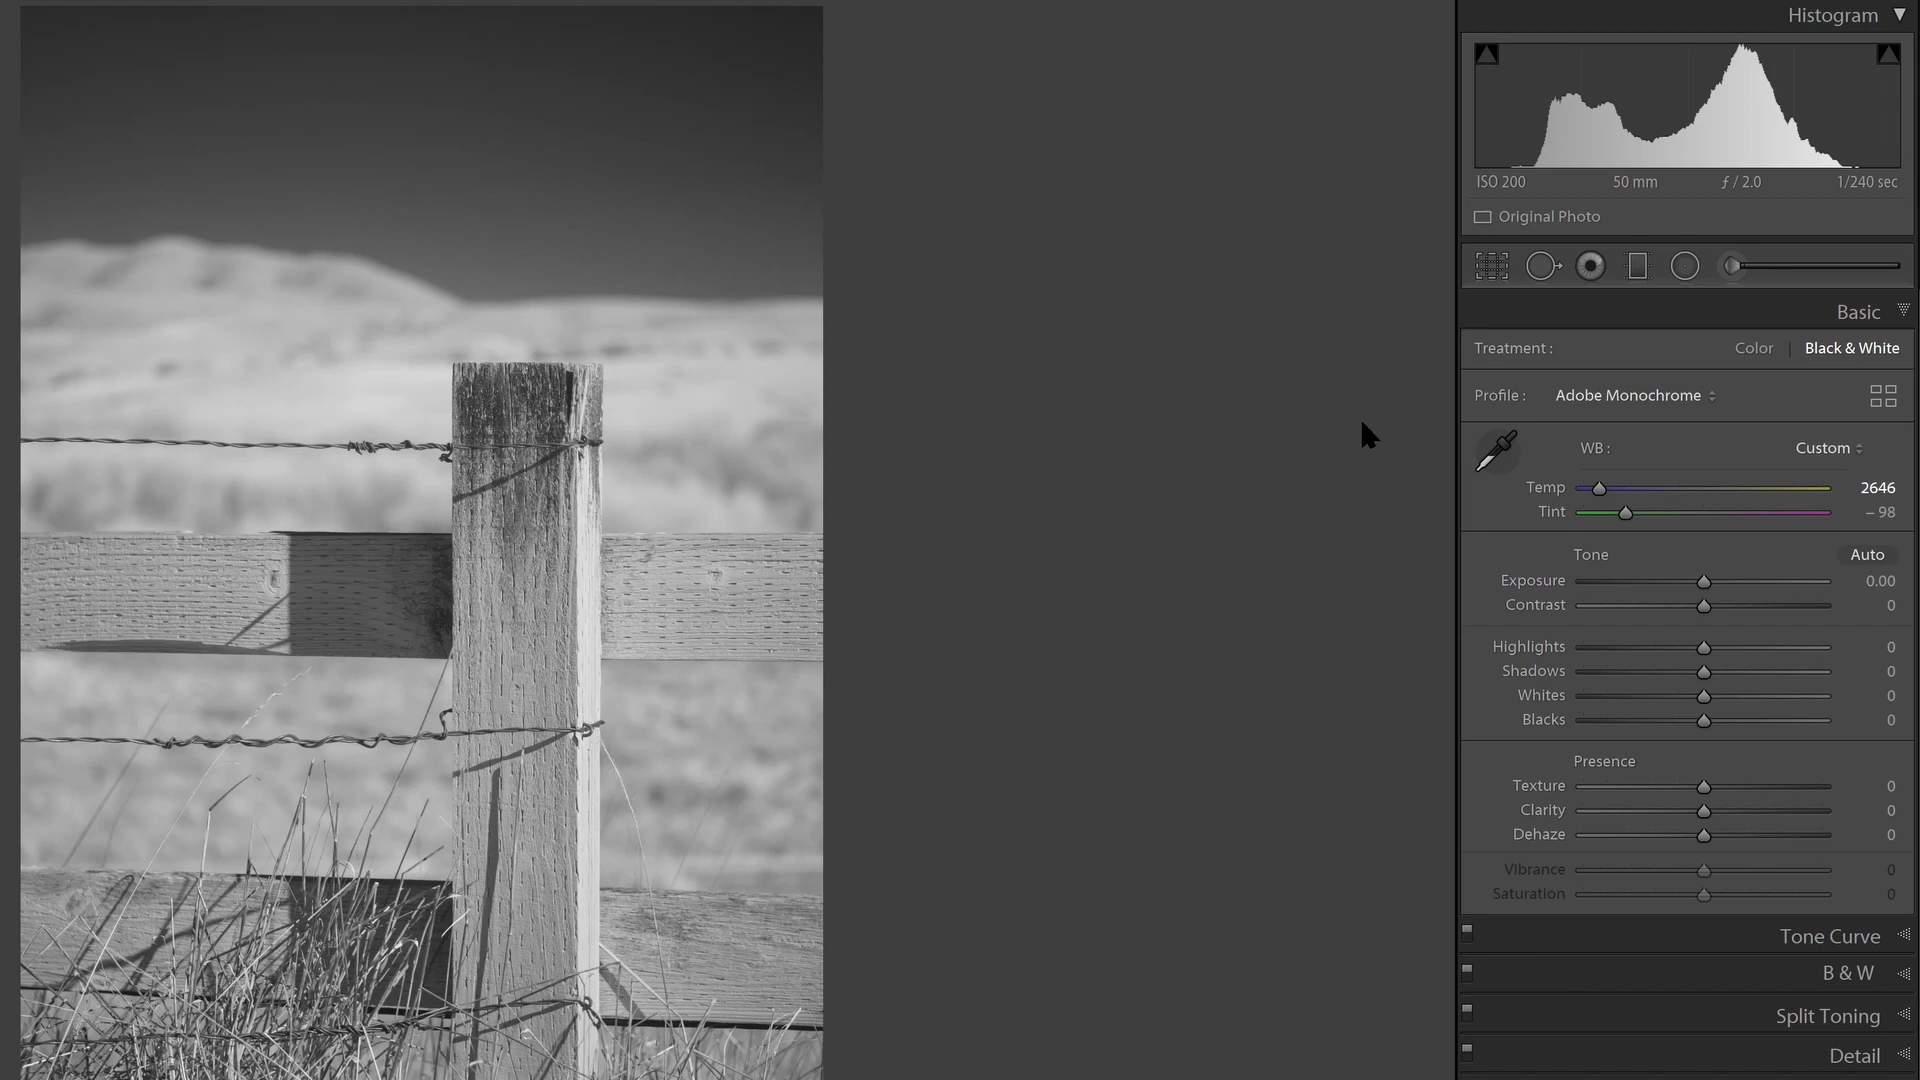 Histogram
ISO 200 50 mm ƒ / 2.0 1/240 sec
Original Photo
Basic
Treatment : Color Black & White
Profile : Adobe Monochrome
WB : Custom
Temp 2646
Tint – 98
Tone Auto
Exposure 0.00
Contrast 0
Highlights 0
Shadows 0
Whites 0
Blacks 0
Presence
Texture 0
Clarity 0
Dehaze 0
Vibrance 0
Saturation 0
Tone Curve
B & W
Split Toning
Detail